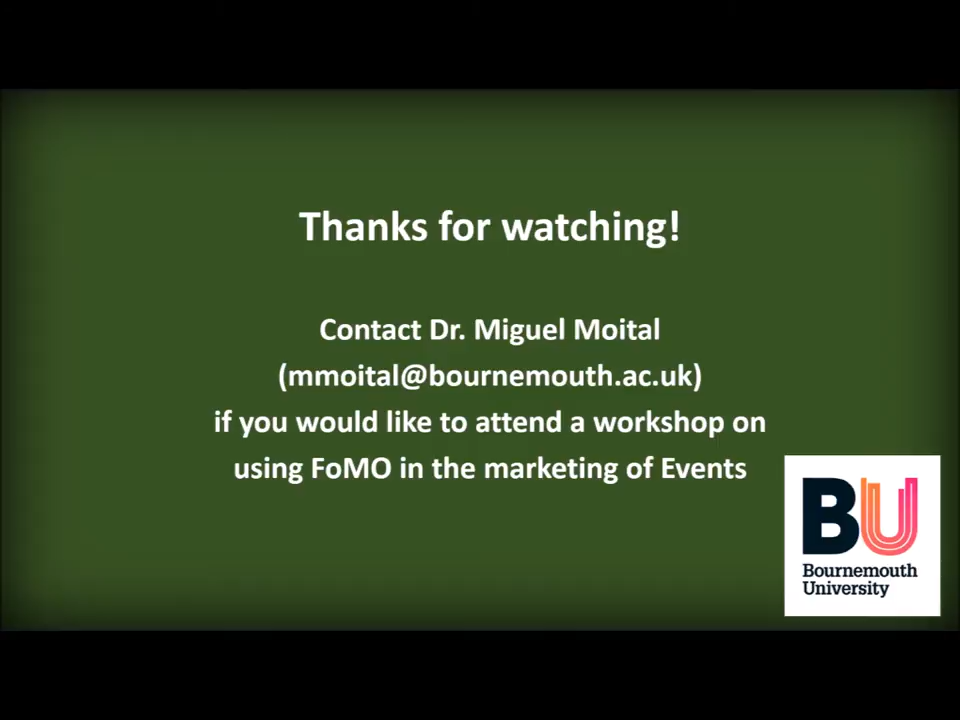 Thanks for watching!
Contact Dr. Miguel Moital
(mmoital@bournemouth.ac.uk)
if you would like to attend a workshop on
using FoMO in the marketing of Events
BU
Bournemouth
University